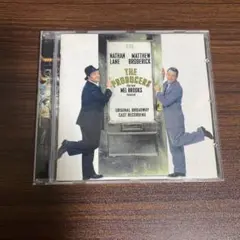 NATHAN LANE
MATTHEW BRODERICK
THE
PRODUCERS
MEL BROOKS
ORIGINAL BROADWAY
CAST RECORDING